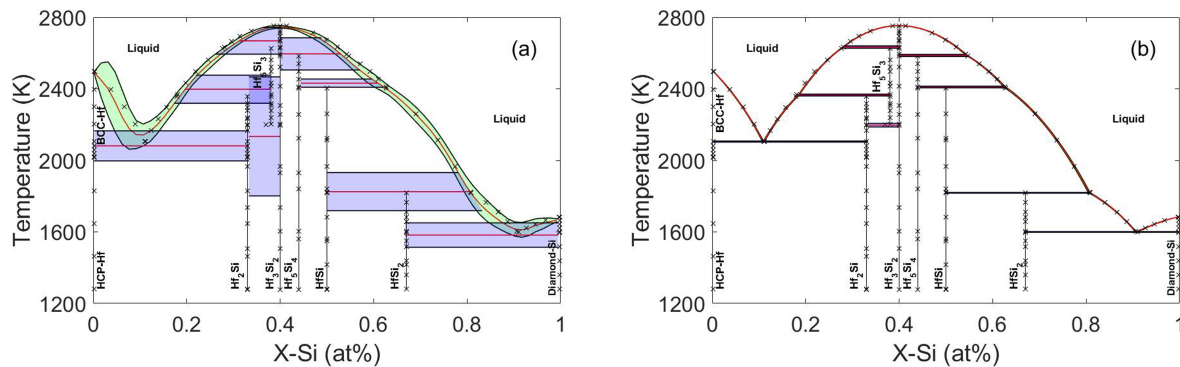 2800
2400
2000
1600
1200
Temperature (K)
0
0.2
0.4
0.6
0.8
1
X-Si (at%)
(a)
Liquid
Liquid
BCC-Hf
HCP-Hf
Hf2Si
Hf3Si2
Hf5Si3
Hf5Si4
HfSi
HfSi2
Diamond-Si
2800
2400
2000
1600
1200
Temperature (K)
0
0.2
0.4
0.6
0.8
1
X-Si (at%)
(b)
Liquid
Liquid
BCC-Hf
HCP-Hf
Hf2Si
Hf3Si2
Hf5Si3
Hf5Si4
HfSi
HfSi2
Diamond-Si